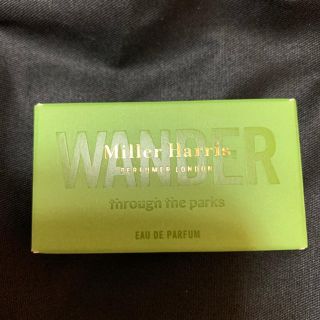 WANDER
Miller Harris
PERFUMER LONDON
through the parks
EAU DE PARFUM